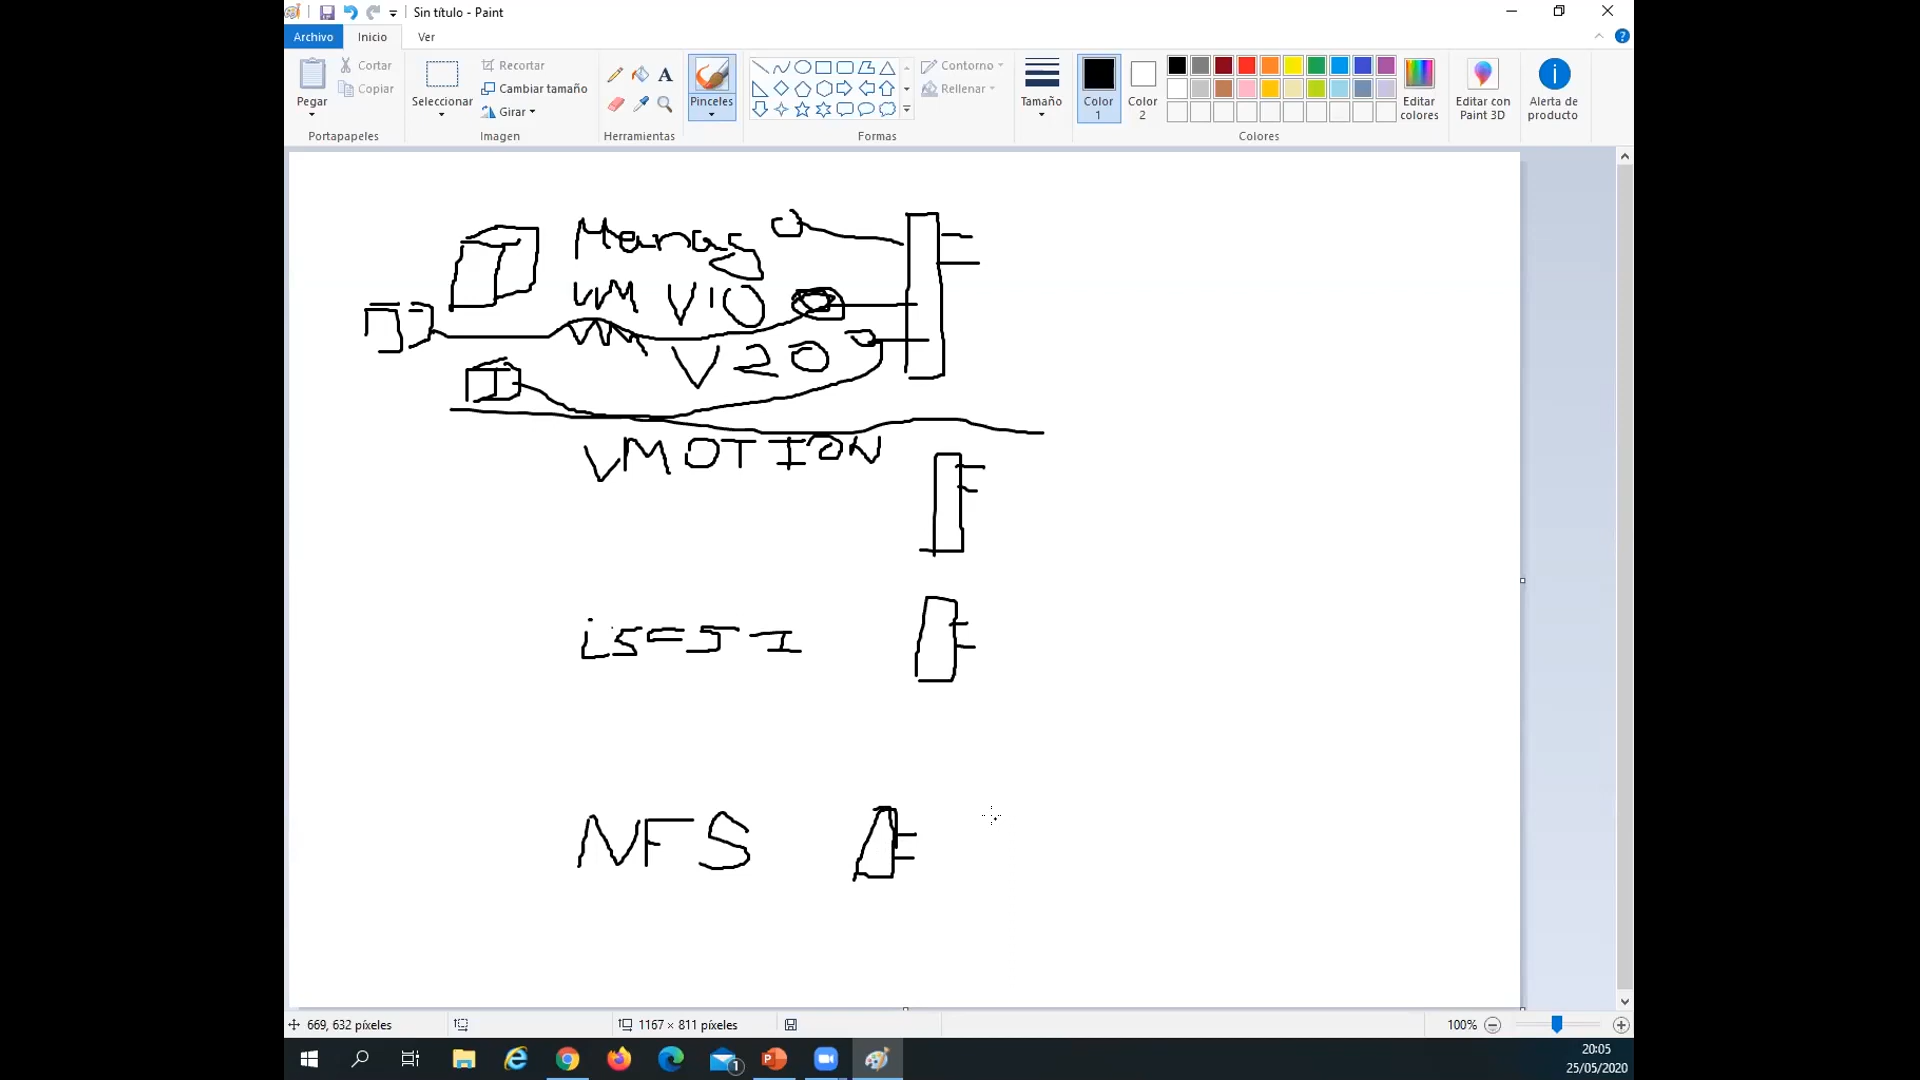 Sin título - Paint
Archivo Inicio Ver
Pegar
Cortar
Copiar
Portapapeles
Seleccionar
Recortar
Cambiar tamaño
Girar
Imagen
A
Herramientas
Pinceles
Contorno
Rellenar
Formas
Tamaño
Color 1
Color 2
Editar colores
Colores
Editar con Paint 3D
Alerta de producto
Manag
VM V10
VM V20
VMOTION
NFS
669, 632 píxeles
1167 × 811 píxeles
100%
1
20:05
25/05/2020